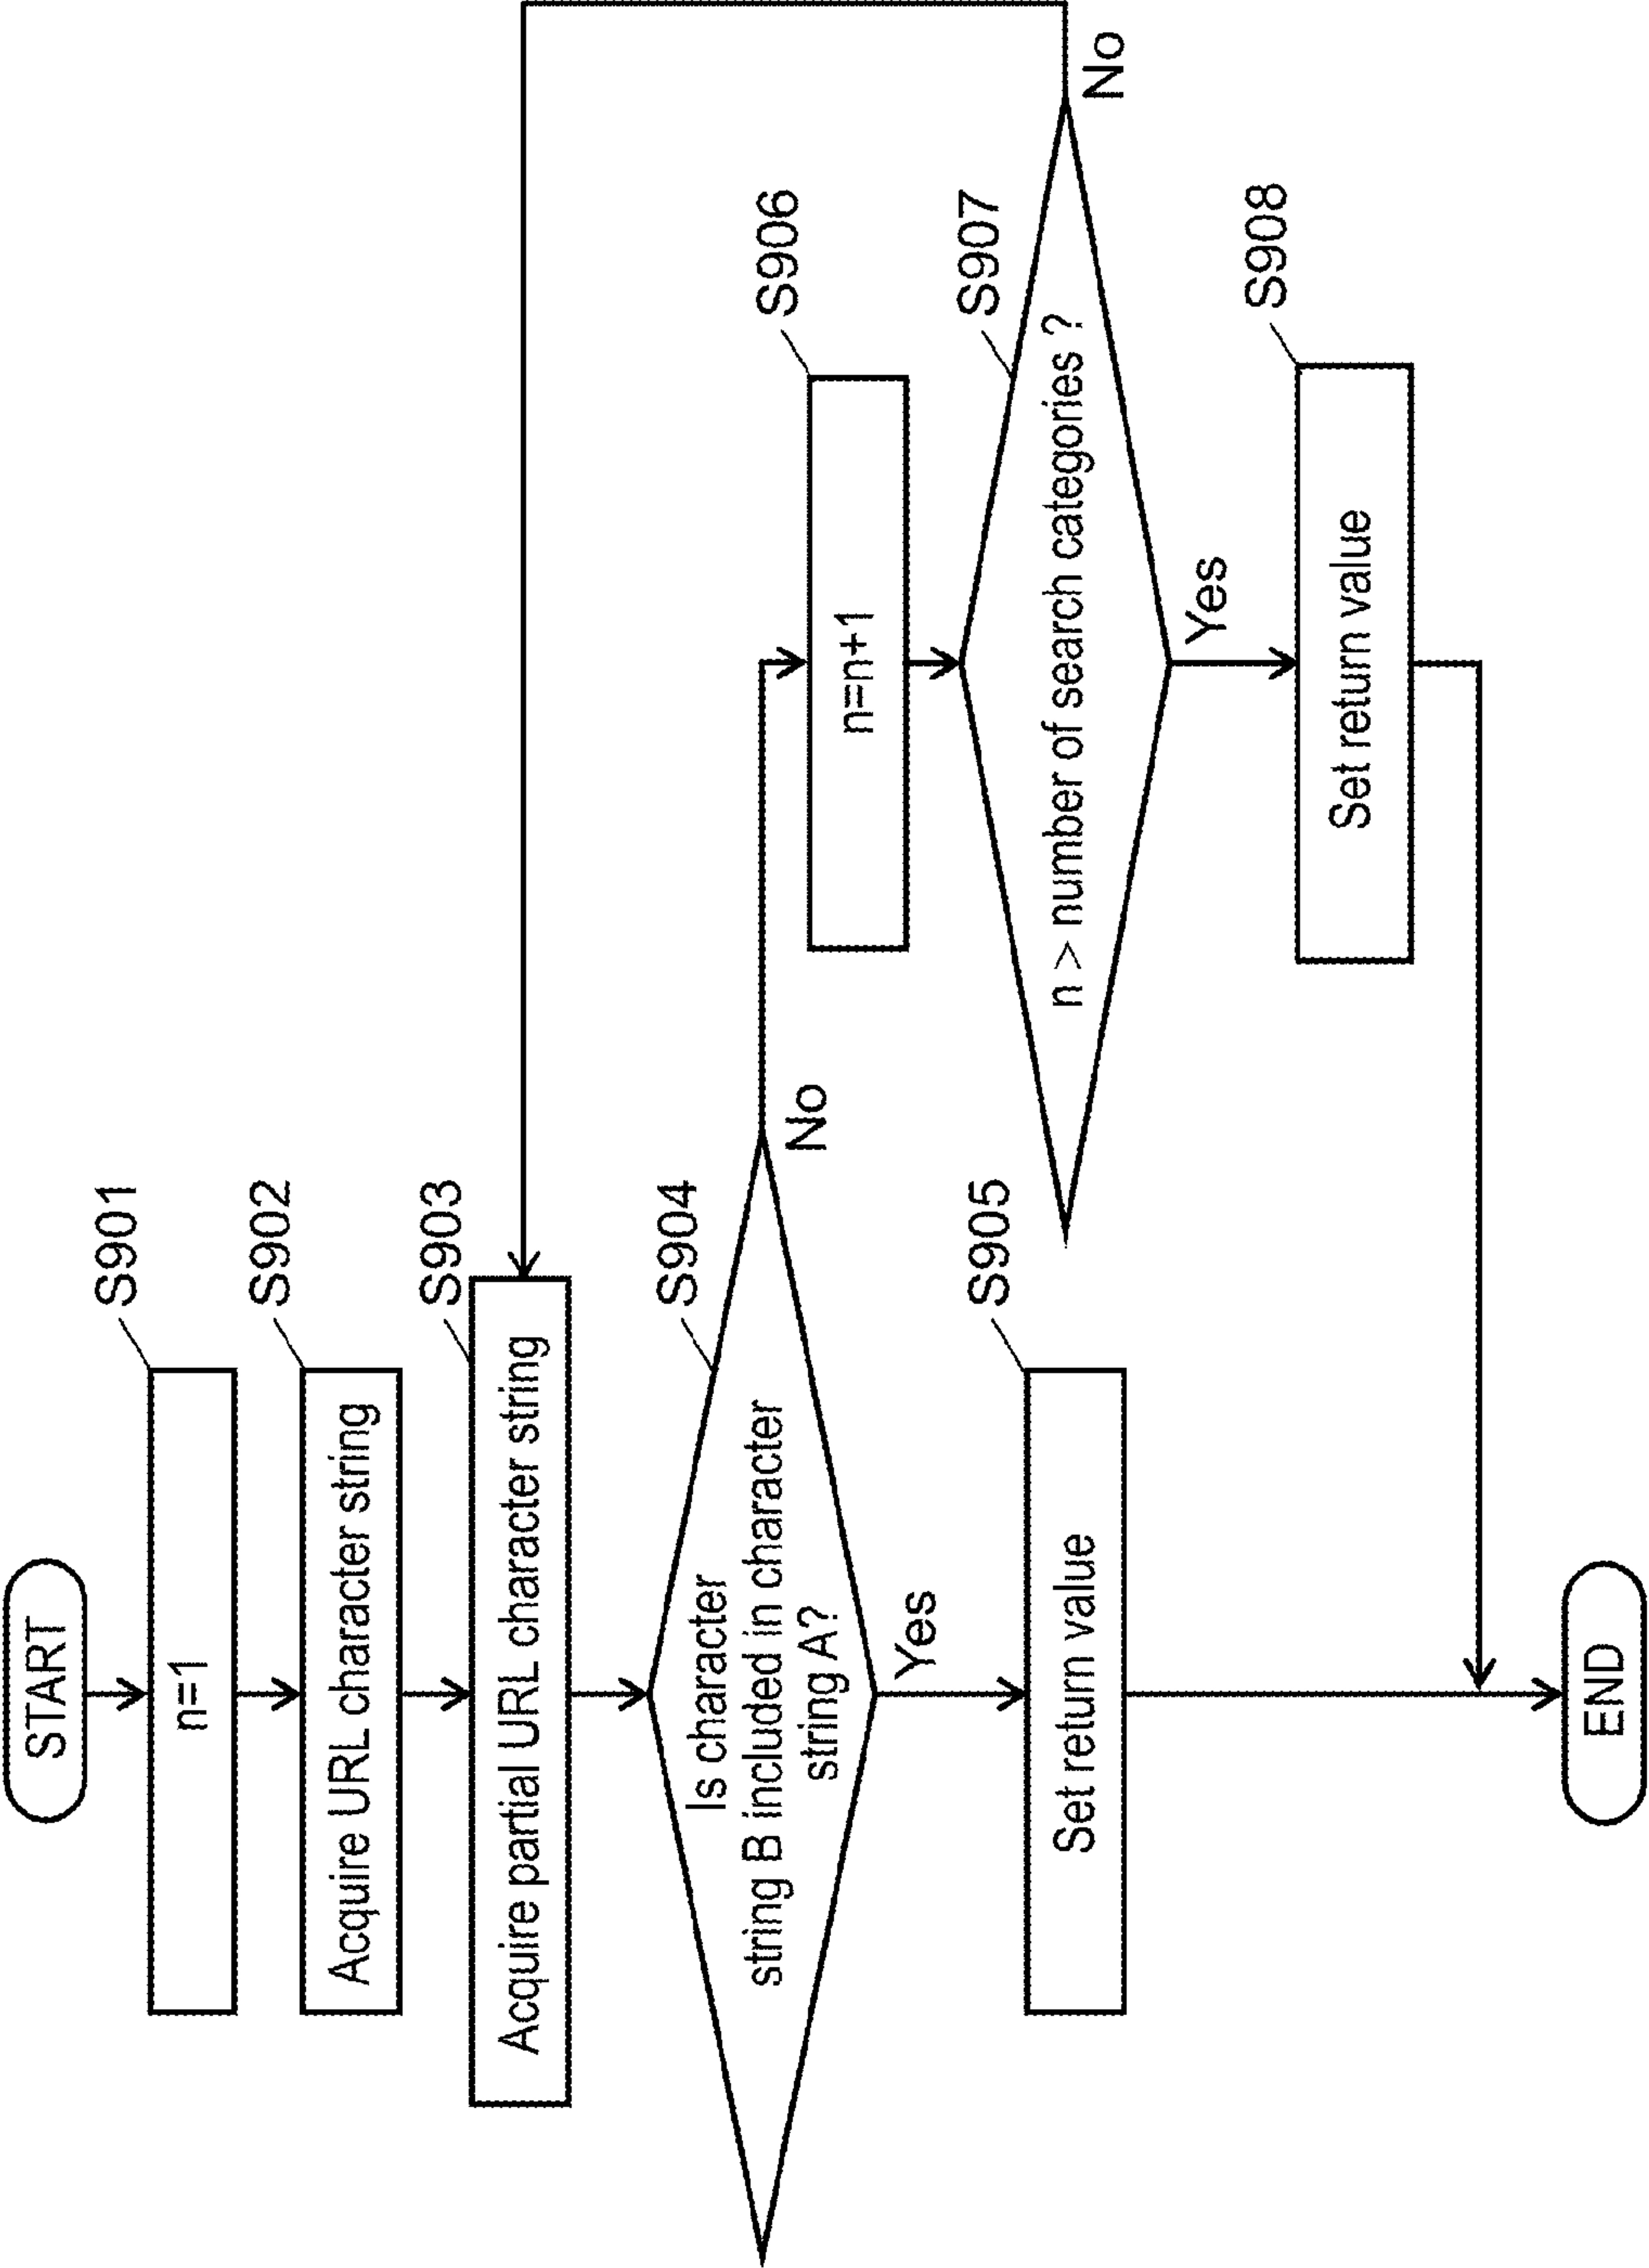 START
S901
n=1
S902
Acquire URL character string
S903
Acquire partial URL character string
S904
Is character
string B included in character
string A?
No
Yes
S905
Set return value
S906
n=n+1
S907
n > number of search categories ?
No
Yes
S908
Set return value
END